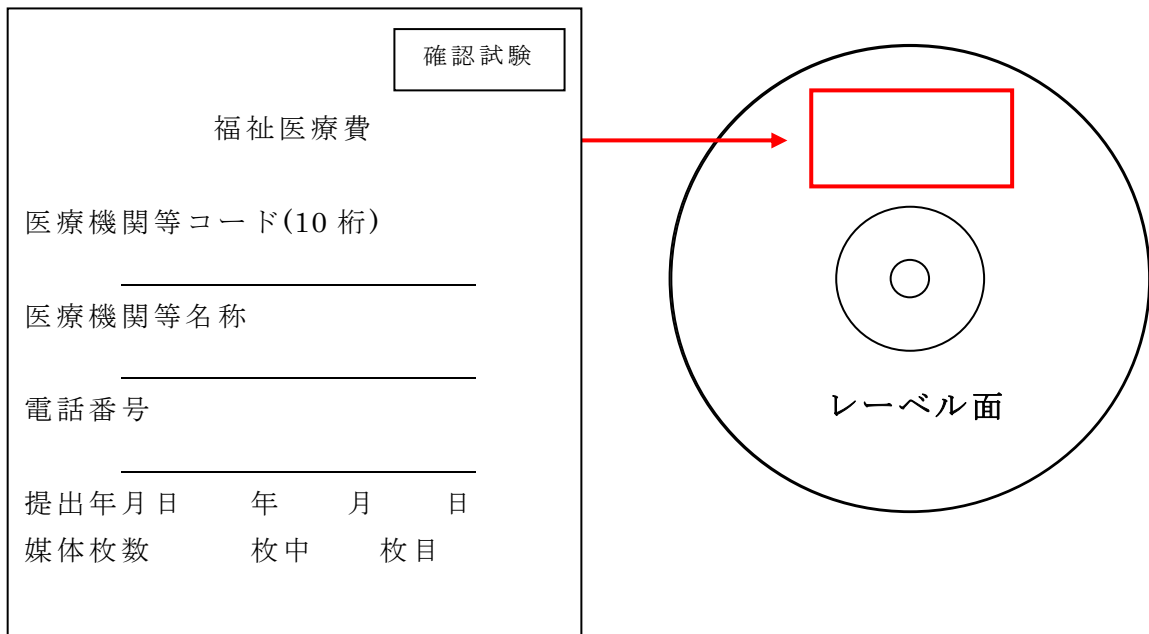 確認試験
福祉医療費
医療機関等コード(10 桁)
医療機関等名称
電話番号
提出年月日 年 月 日
媒体枚数 枚中 枚目
レーベル面